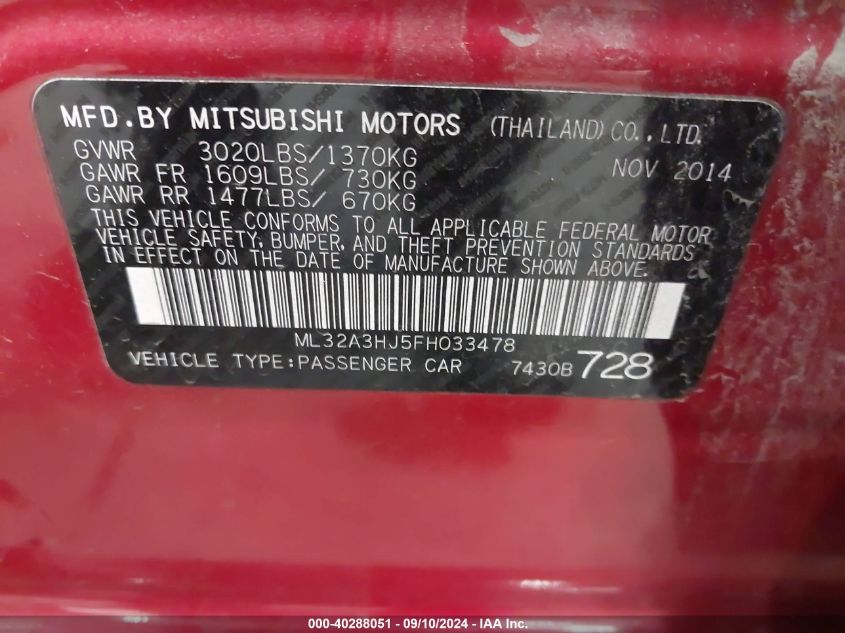 MFD.BY MITSUBISHI MOTORS (THAILAND) CO., LTD.
GVWR 3020LBS/1370KG NOV 2014
GAWR FR 1609LBS/ 730KG
GAWR RR 1477LBS/ 670KG
THIS VEHICLE CONFORMS TO ALL APPLICABLE FEDERAL MOTOR
VEHICLE SAFETY, BUMPER, AND THEFT PREVENTION STANDARDS
IN EFFECT ON THE DATE OF MANUFACTURE SHOWN ABOVE.
ML32A3HJ5FH033478
VEHICLE TYPE:PASSENGER CAR 7430B 728
000-40288051 - 09/10/2024 - IAA Inc.